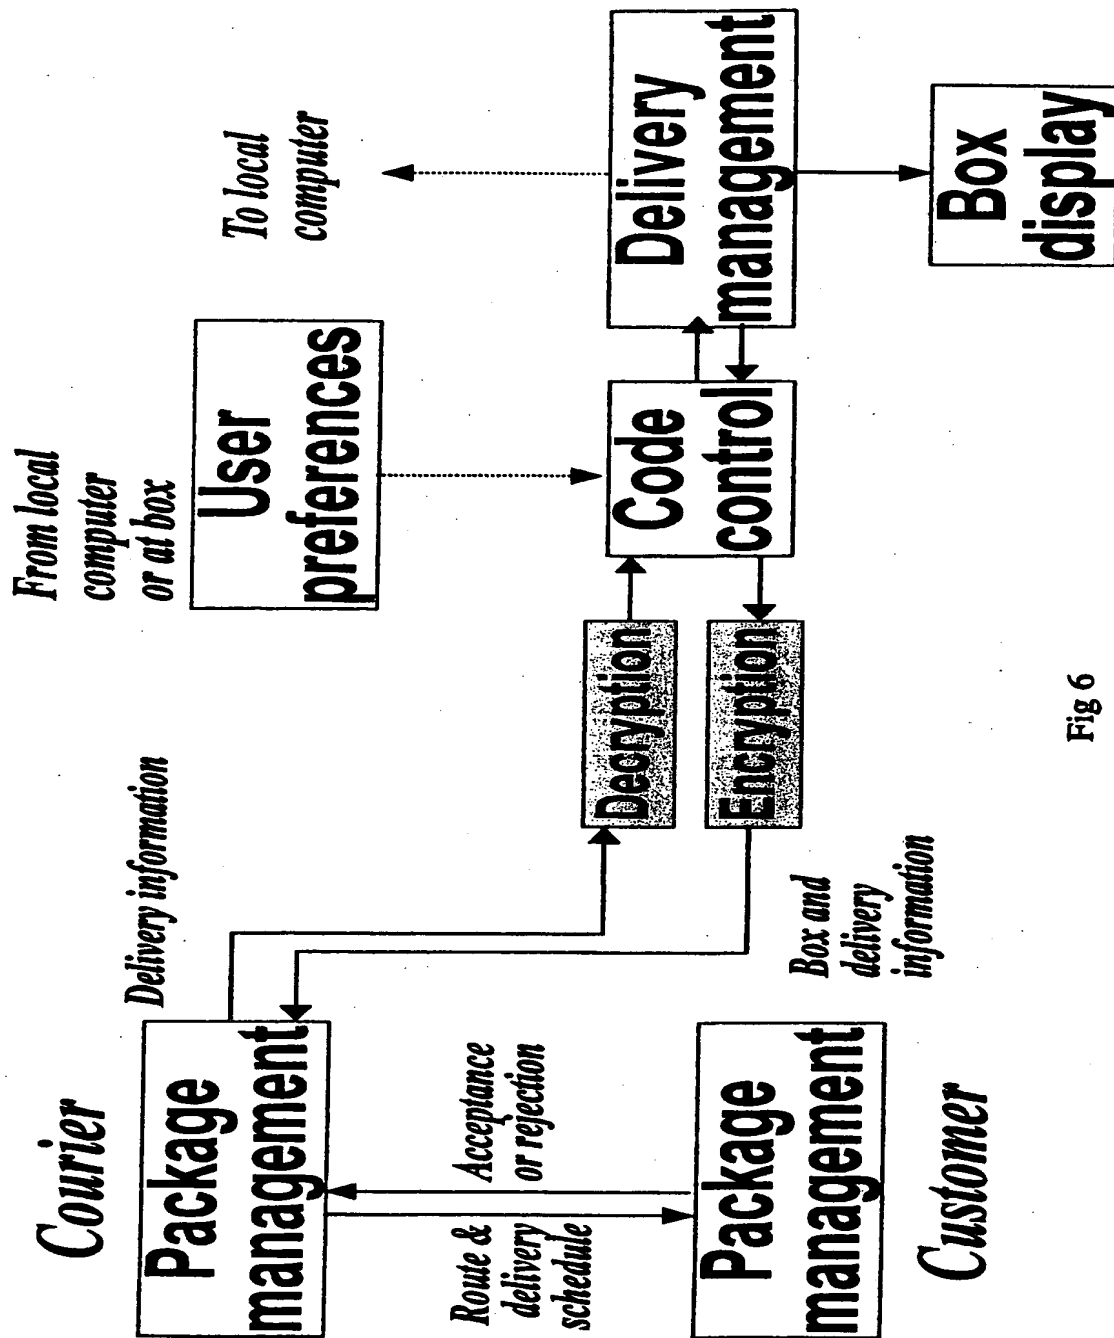 Courier
Package
management
Delivery information
Route &
delivery
schedule
Acceptance
or rejection
Package
management
Customer
Box and
delivery
information
Decryption
Encryption
From local
computer
or at box
User
preferences
Code
control
To local
computer
Delivery
management
Box
display
Fig 6